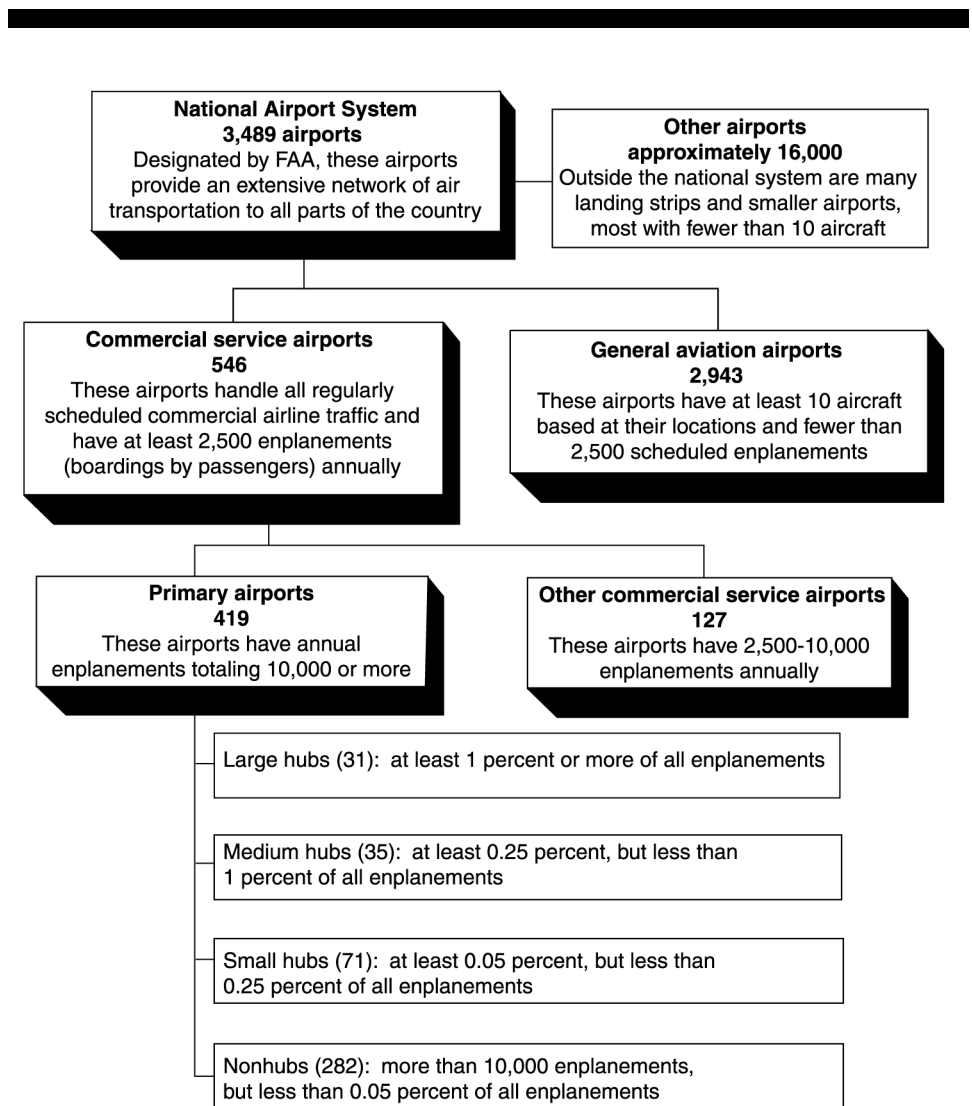 National Airport System
3,489 airports
Designated by FAA, these airports
provide an extensive network of air
transportation to all parts of the country
Other airports
approximately 16,000
Outside the national system are many
landing strips and smaller airports,
most with fewer than 10 aircraft
Commercial service airports
546
These airports handle all regularly
scheduled commercial airline traffic and
have at least 2,500 enplanements
(boardings by passengers) annually
General aviation airports
2,943
These airports have at least 10 aircraft
based at their locations and fewer than
2,500 scheduled enplanements
Primary airports
419
These airports have annual
enplanements totaling 10,000 or more
Other commercial service airports
127
These airports have 2,500-10,000
enplanements annually
Large hubs (31):  at least 1 percent or more of all enplanements
Medium hubs (35):  at least 0.25 percent, but less than
1 percent of all enplanements
Small hubs (71):  at least 0.05 percent, but less than
0.25 percent of all enplanements
Nonhubs (282):  more than 10,000 enplanements,
but less than 0.05 percent of all enplanements